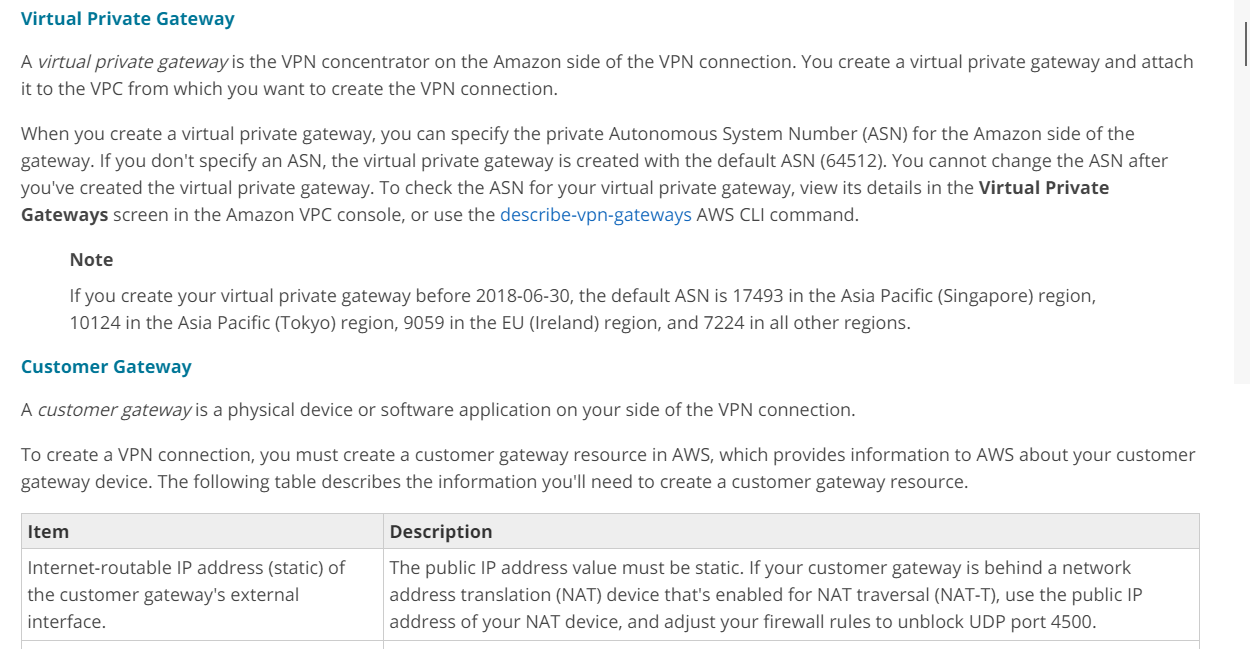 Virtual Private Gateway
A virtual private gateway is the VPN concentrator on the Amazon side of the VPN connection. You create a virtual private gateway and attach
it to the VPC from which you want to create the VPN connection.
When you create a virtual private gateway, you can specify the private Autonomous System Number (ASN) for the Amazon side of the
gateway. If you don't specify an ASN, the virtual private gateway is created with the default ASN (64512). You cannot change the ASN after
you've created the virtual private gateway. To check the ASN for your virtual private gateway, view its details in the Virtual Private
Gateways screen in the Amazon VPC console, or use the describe-vpn-gateways AWS CLI command.
Note
If you create your virtual private gateway before 2018-06-30, the default ASN is 17493 in the Asia Pacific (Singapore) region,
10124 in the Asia Pacific (Tokyo) region, 9059 in the EU (Ireland) region, and 7224 in all other regions.
Customer Gateway
A customer gateway is a physical device or software application on your side of the VPN connection.
To create a VPN connection, you must create a customer gateway resource in AWS, which provides information to AWS about your customer
gateway device. The following table describes the information you'll need to create a customer gateway resource.
Item
Description
Internet-routable IP address (static) of
the customer gateway's external
interface.
The public IP address value must be static. If your customer gateway is behind a network
address translation (NAT) device that's enabled for NAT traversal (NAT-T), use the public IP
address of your NAT device, and adjust your firewall rules to unblock UDP port 4500.